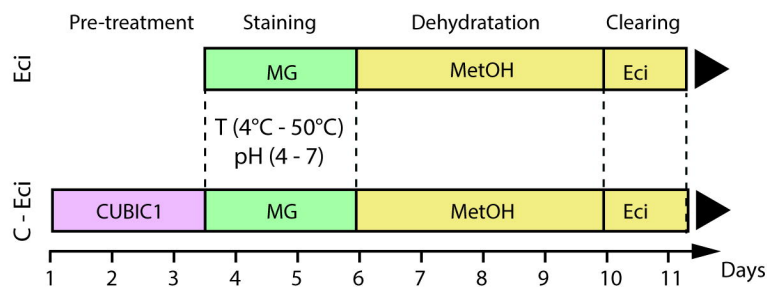 Pre-treatment Staining Dehydratation Clearing
Eci MG MetOH Eci
T (4°C - 50°C)
pH (4 - 7)
C - Eci CUBIC1 MG MetOH Eci
1 2 3 4 5 6 7 8 9 10 11 Days